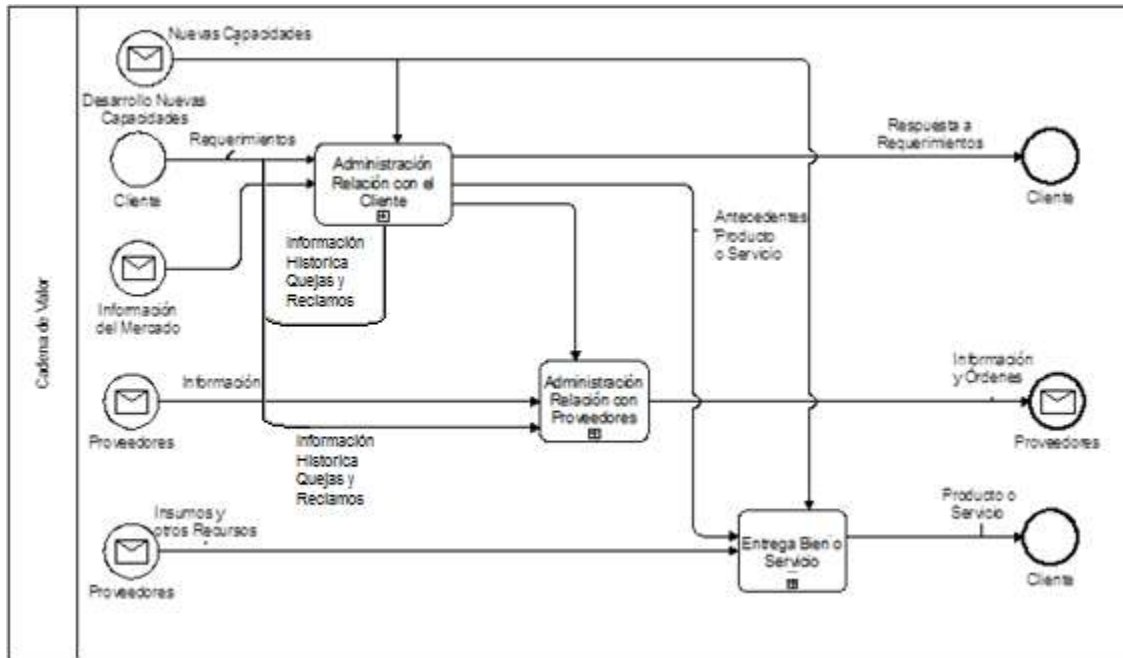 Cadena de Valor
Nuevas Capacidades
Desarrollo Nuevas
Capacidades
Requerimientos
Cliente
Administración
Relación con el
Cliente
Respuesta a
Requerimientos
Cliente
Antecedentes
Producto
o Servicio
Información
Historica
Quejas y
Reclamos
Información
del Mercado
Información
Proveedores
Administración
Relación con
Proveedores
Información
y Órdenes
Proveedores
Información
Historica
Quejas y
Reclamos
Insumos y
otros Recursos
Proveedores
Entrega Bien o
Servicio
Producto o
Servicio
Cliente